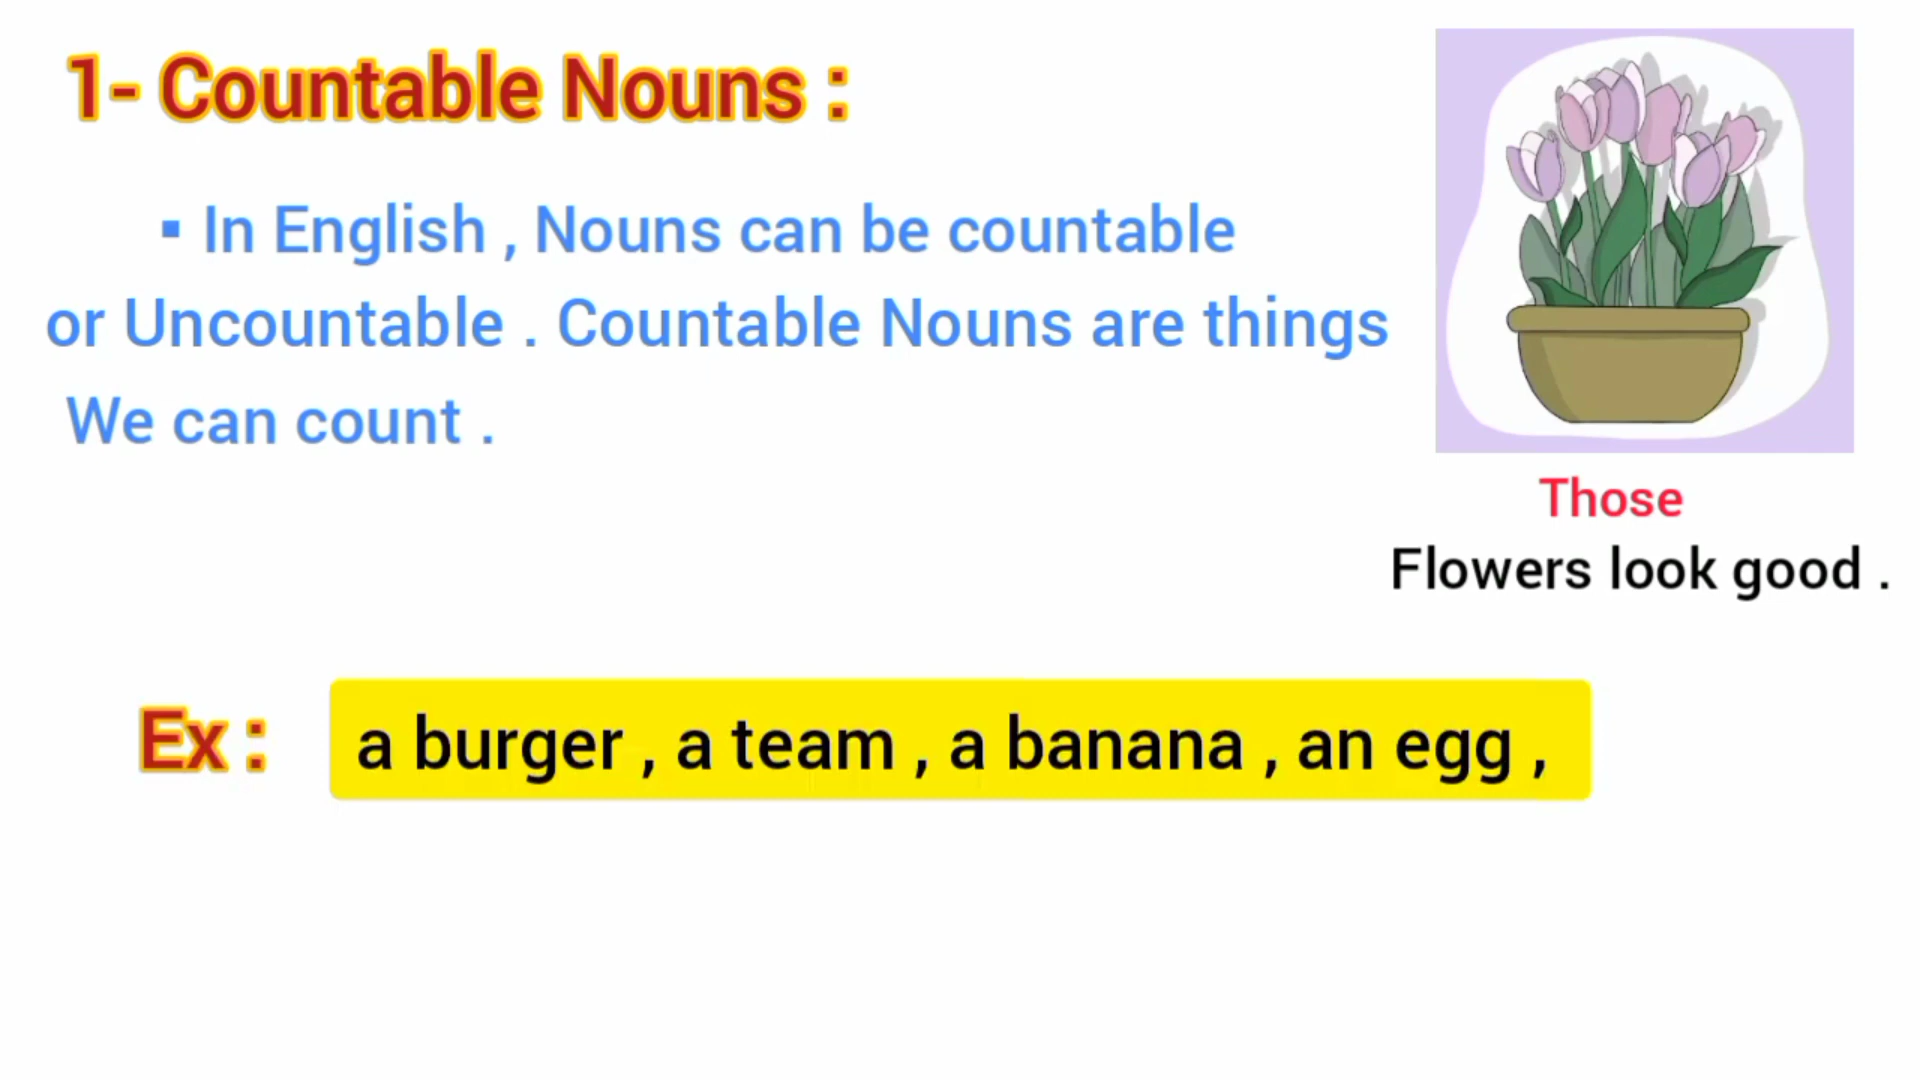 1- Countable Nouns :
▪ In English , Nouns can be countable
or Uncountable . Countable Nouns are things
We can count .
Those
Flowers look good .
Ex : a burger , a team , a banana , an egg ,